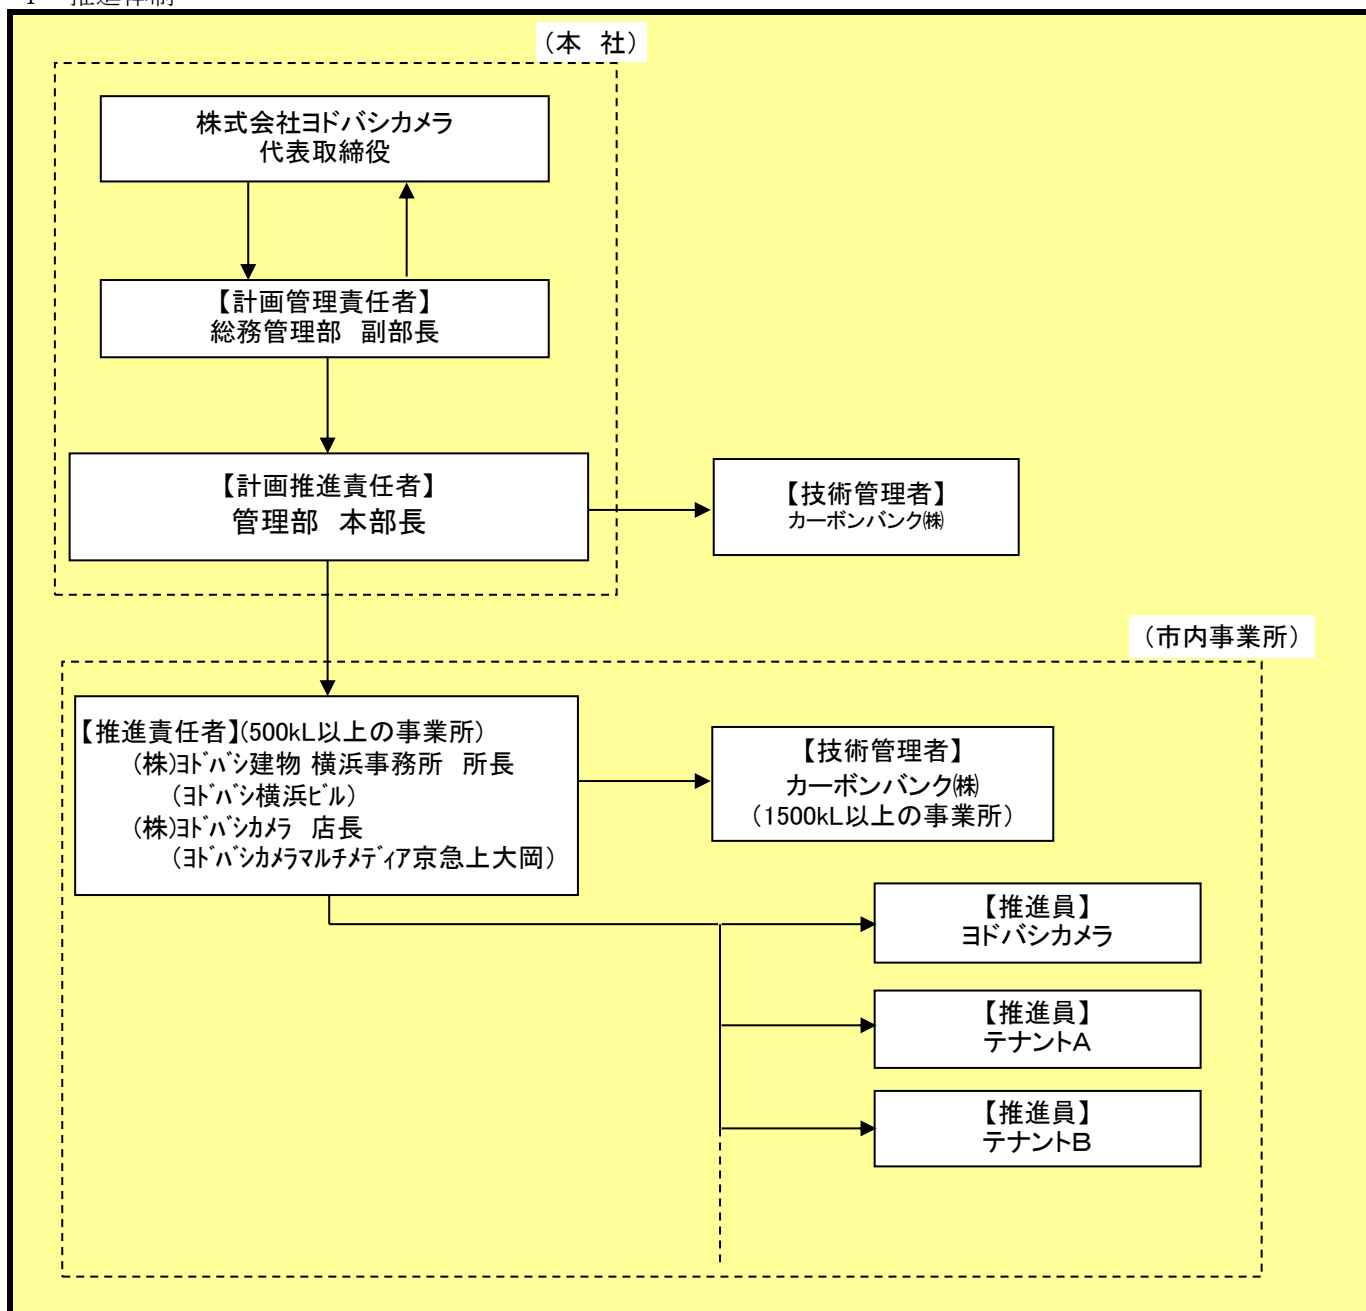 推進体制
（本　社）
株式会社ヨドバシカメラ
代表取締役
【計画管理責任者】
総務管理部　副部長
【計画推進責任者】
管理部　本部長
【技術管理者】
カーボンバンク㈱
（市内事業所）
【推進責任者】(500kL以上の事業所）
（株）ﾖﾄﾞﾊﾞｼ建物 横浜事務所　所長
（ﾖﾄﾞﾊﾞｼ横浜ビル）
（株）ﾖﾄﾞﾊﾞｼｶﾒﾗ　店長
（ﾖﾄﾞﾊﾞｼｶﾒﾗﾏﾙﾁﾒﾃﾞｨｱ京急上大岡）
【技術管理者】
カーボンバンク㈱
（1500kL以上の事業所）
【推進員】
ヨドバシカメラ
【推進員】
テナントA
【推進員】
テナントB